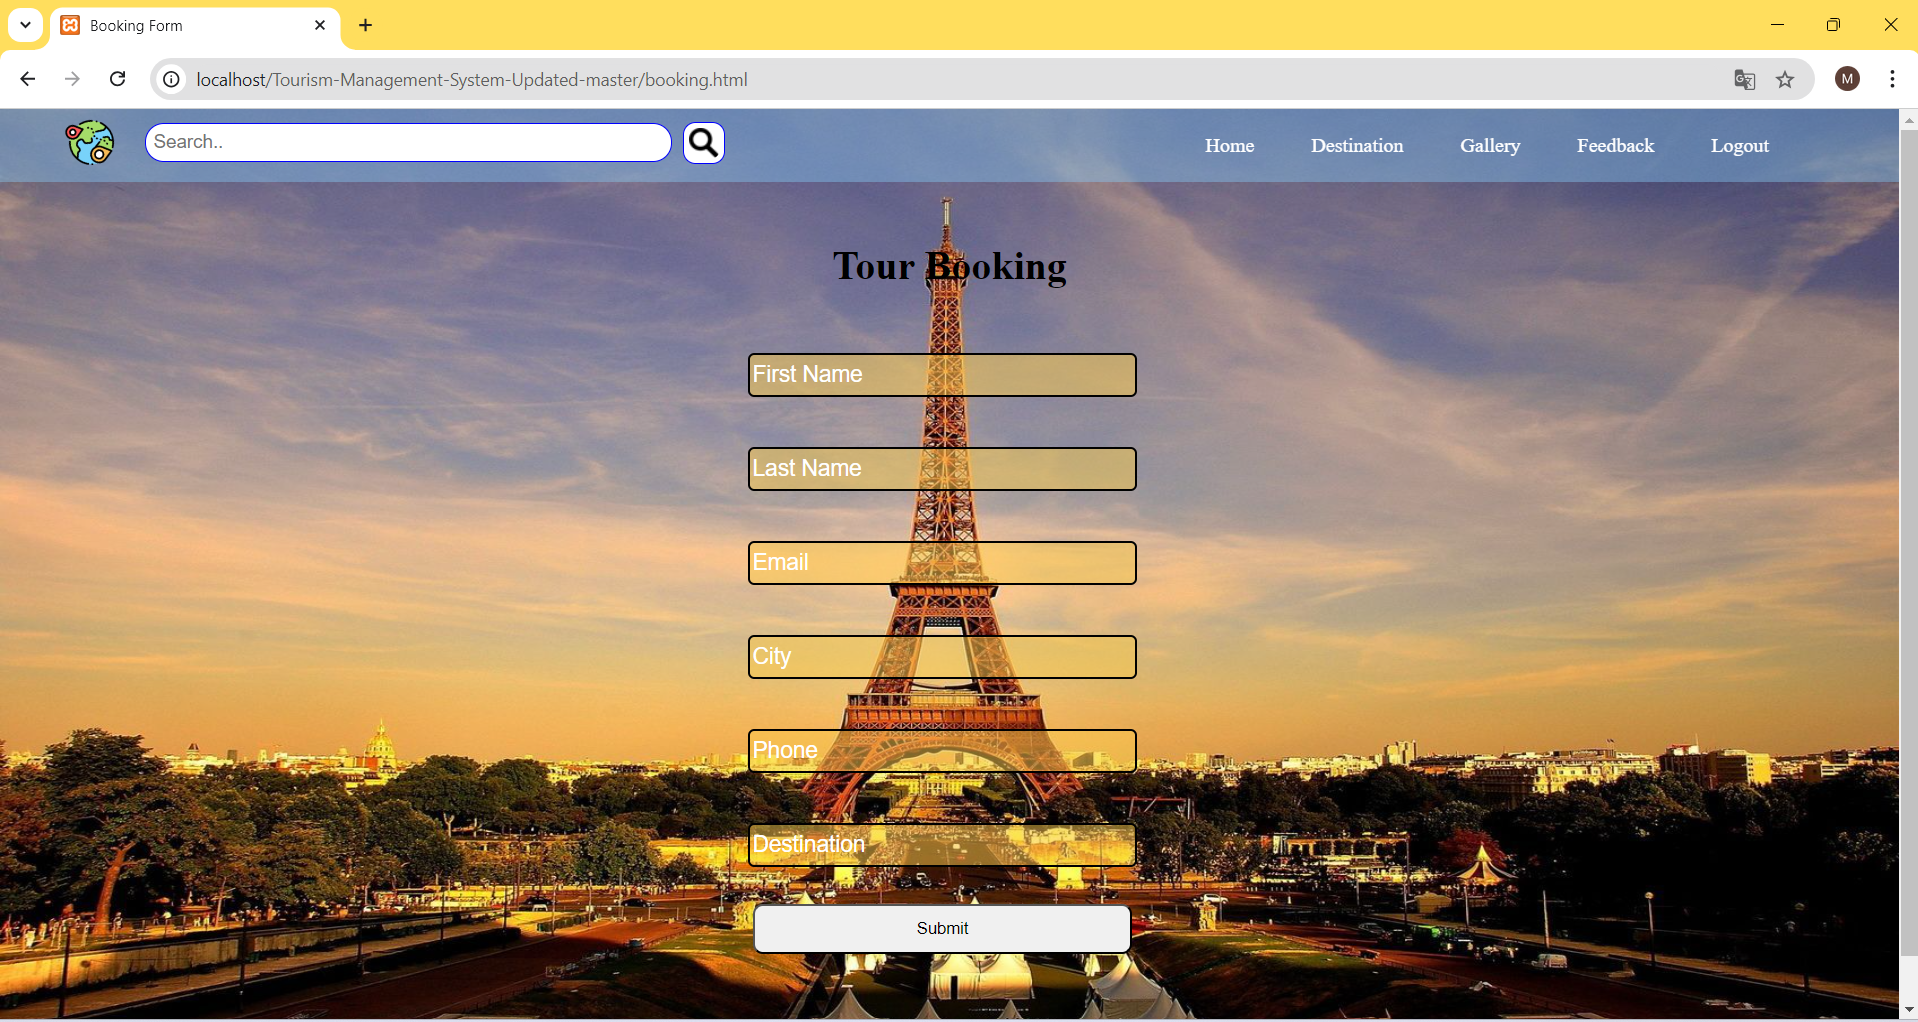 Booking Form
localhost/Tourism-Management-System-Updated-master/booking.html
M
Search..
Home Destination Gallery Feedback Logout
Tour Booking
First Name
Last Name
Email
City
Phone
Destination
Submit